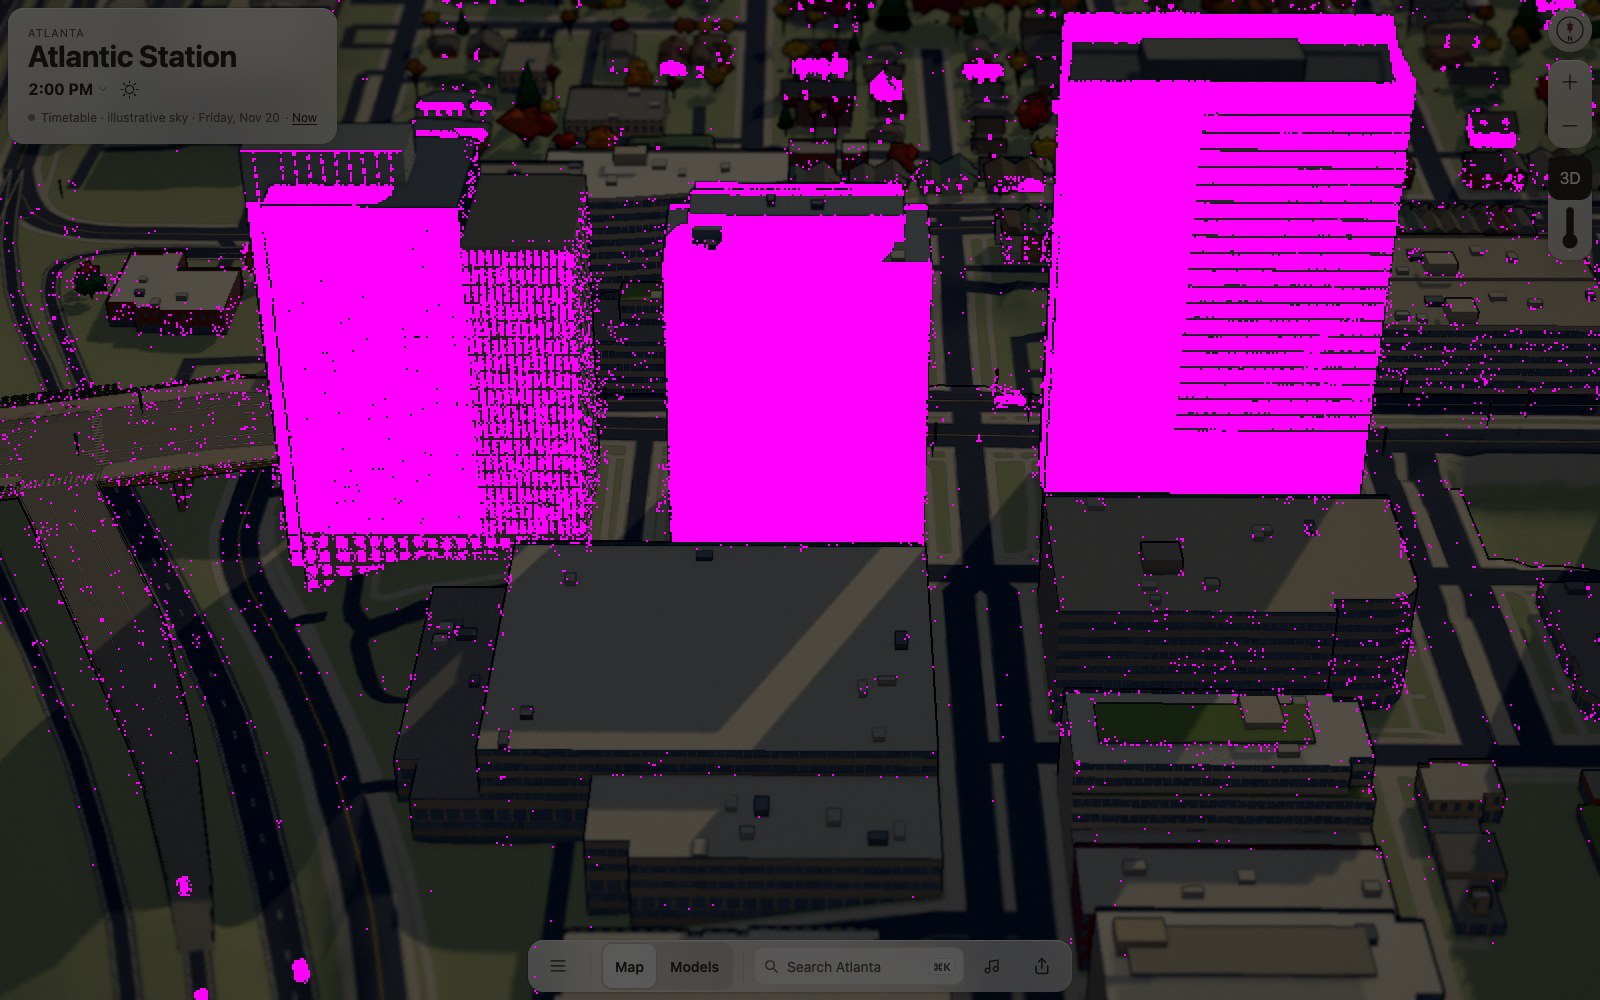 ATLANTA
Atlantic Station
2:00 PM
Timetable · illustrative sky · Friday, Nov 20 · Now
N
3D
Map
Models
Search Atlanta
⌘K